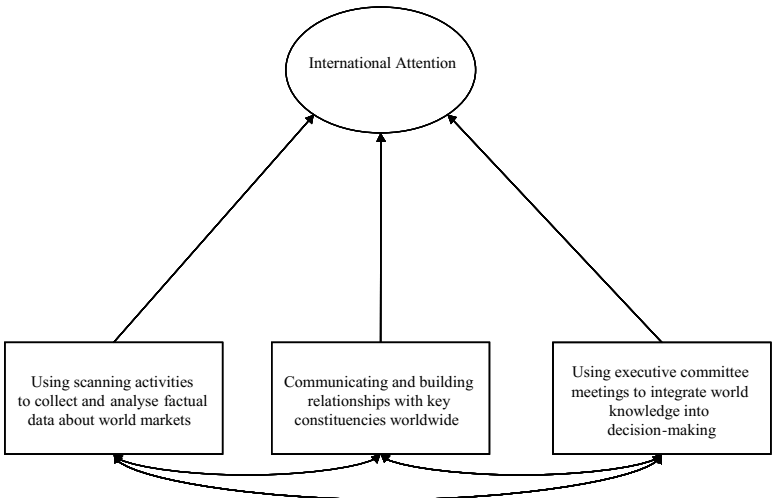 International Attention
Using scanning activities
to collect and analyse factual
data about world markets
Communicating and building
relationships with key
constituencies worldwide
Using executive committee
meetings to integrate world
knowledge into
decision-making